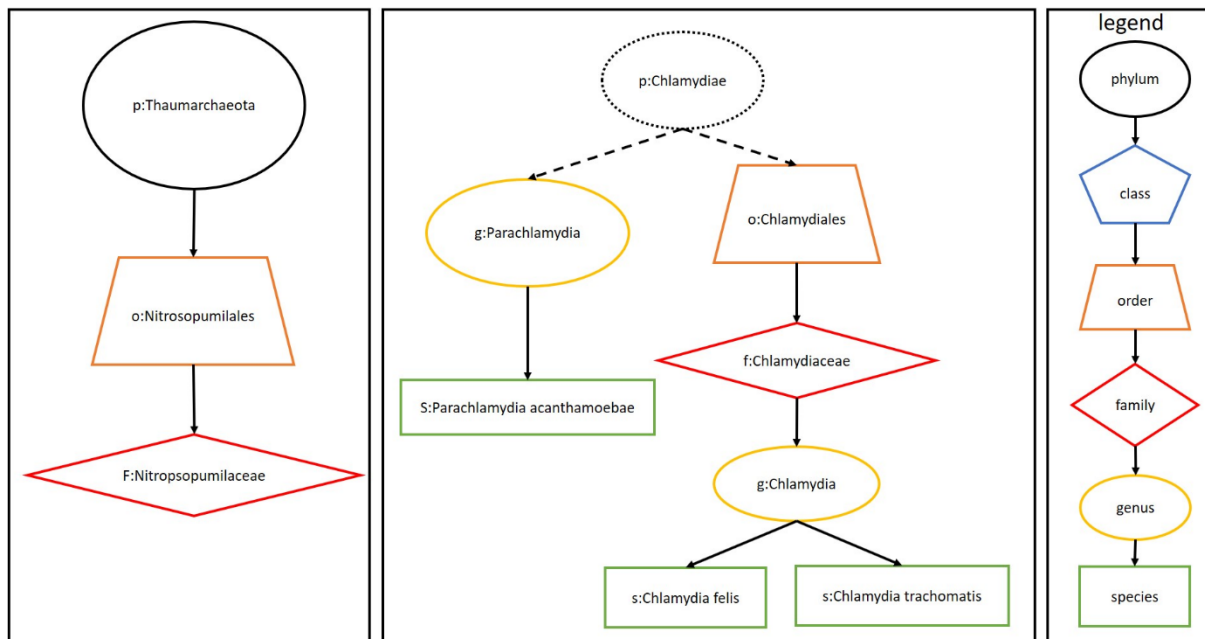 p:Thaumarchaeota
o:Nitrosopumilales
F:Nitropsopumilaceae
p:Chlamydiae
g:Parachlamydia
o:Chlamydiales
f:Chlamydiaceae
S:Parachlamydia acanthamoebae
g:Chlamydia
s:Chlamydia felis
s:Chlamydia trachomatis
legend
phylum
class
order
family
genus
species